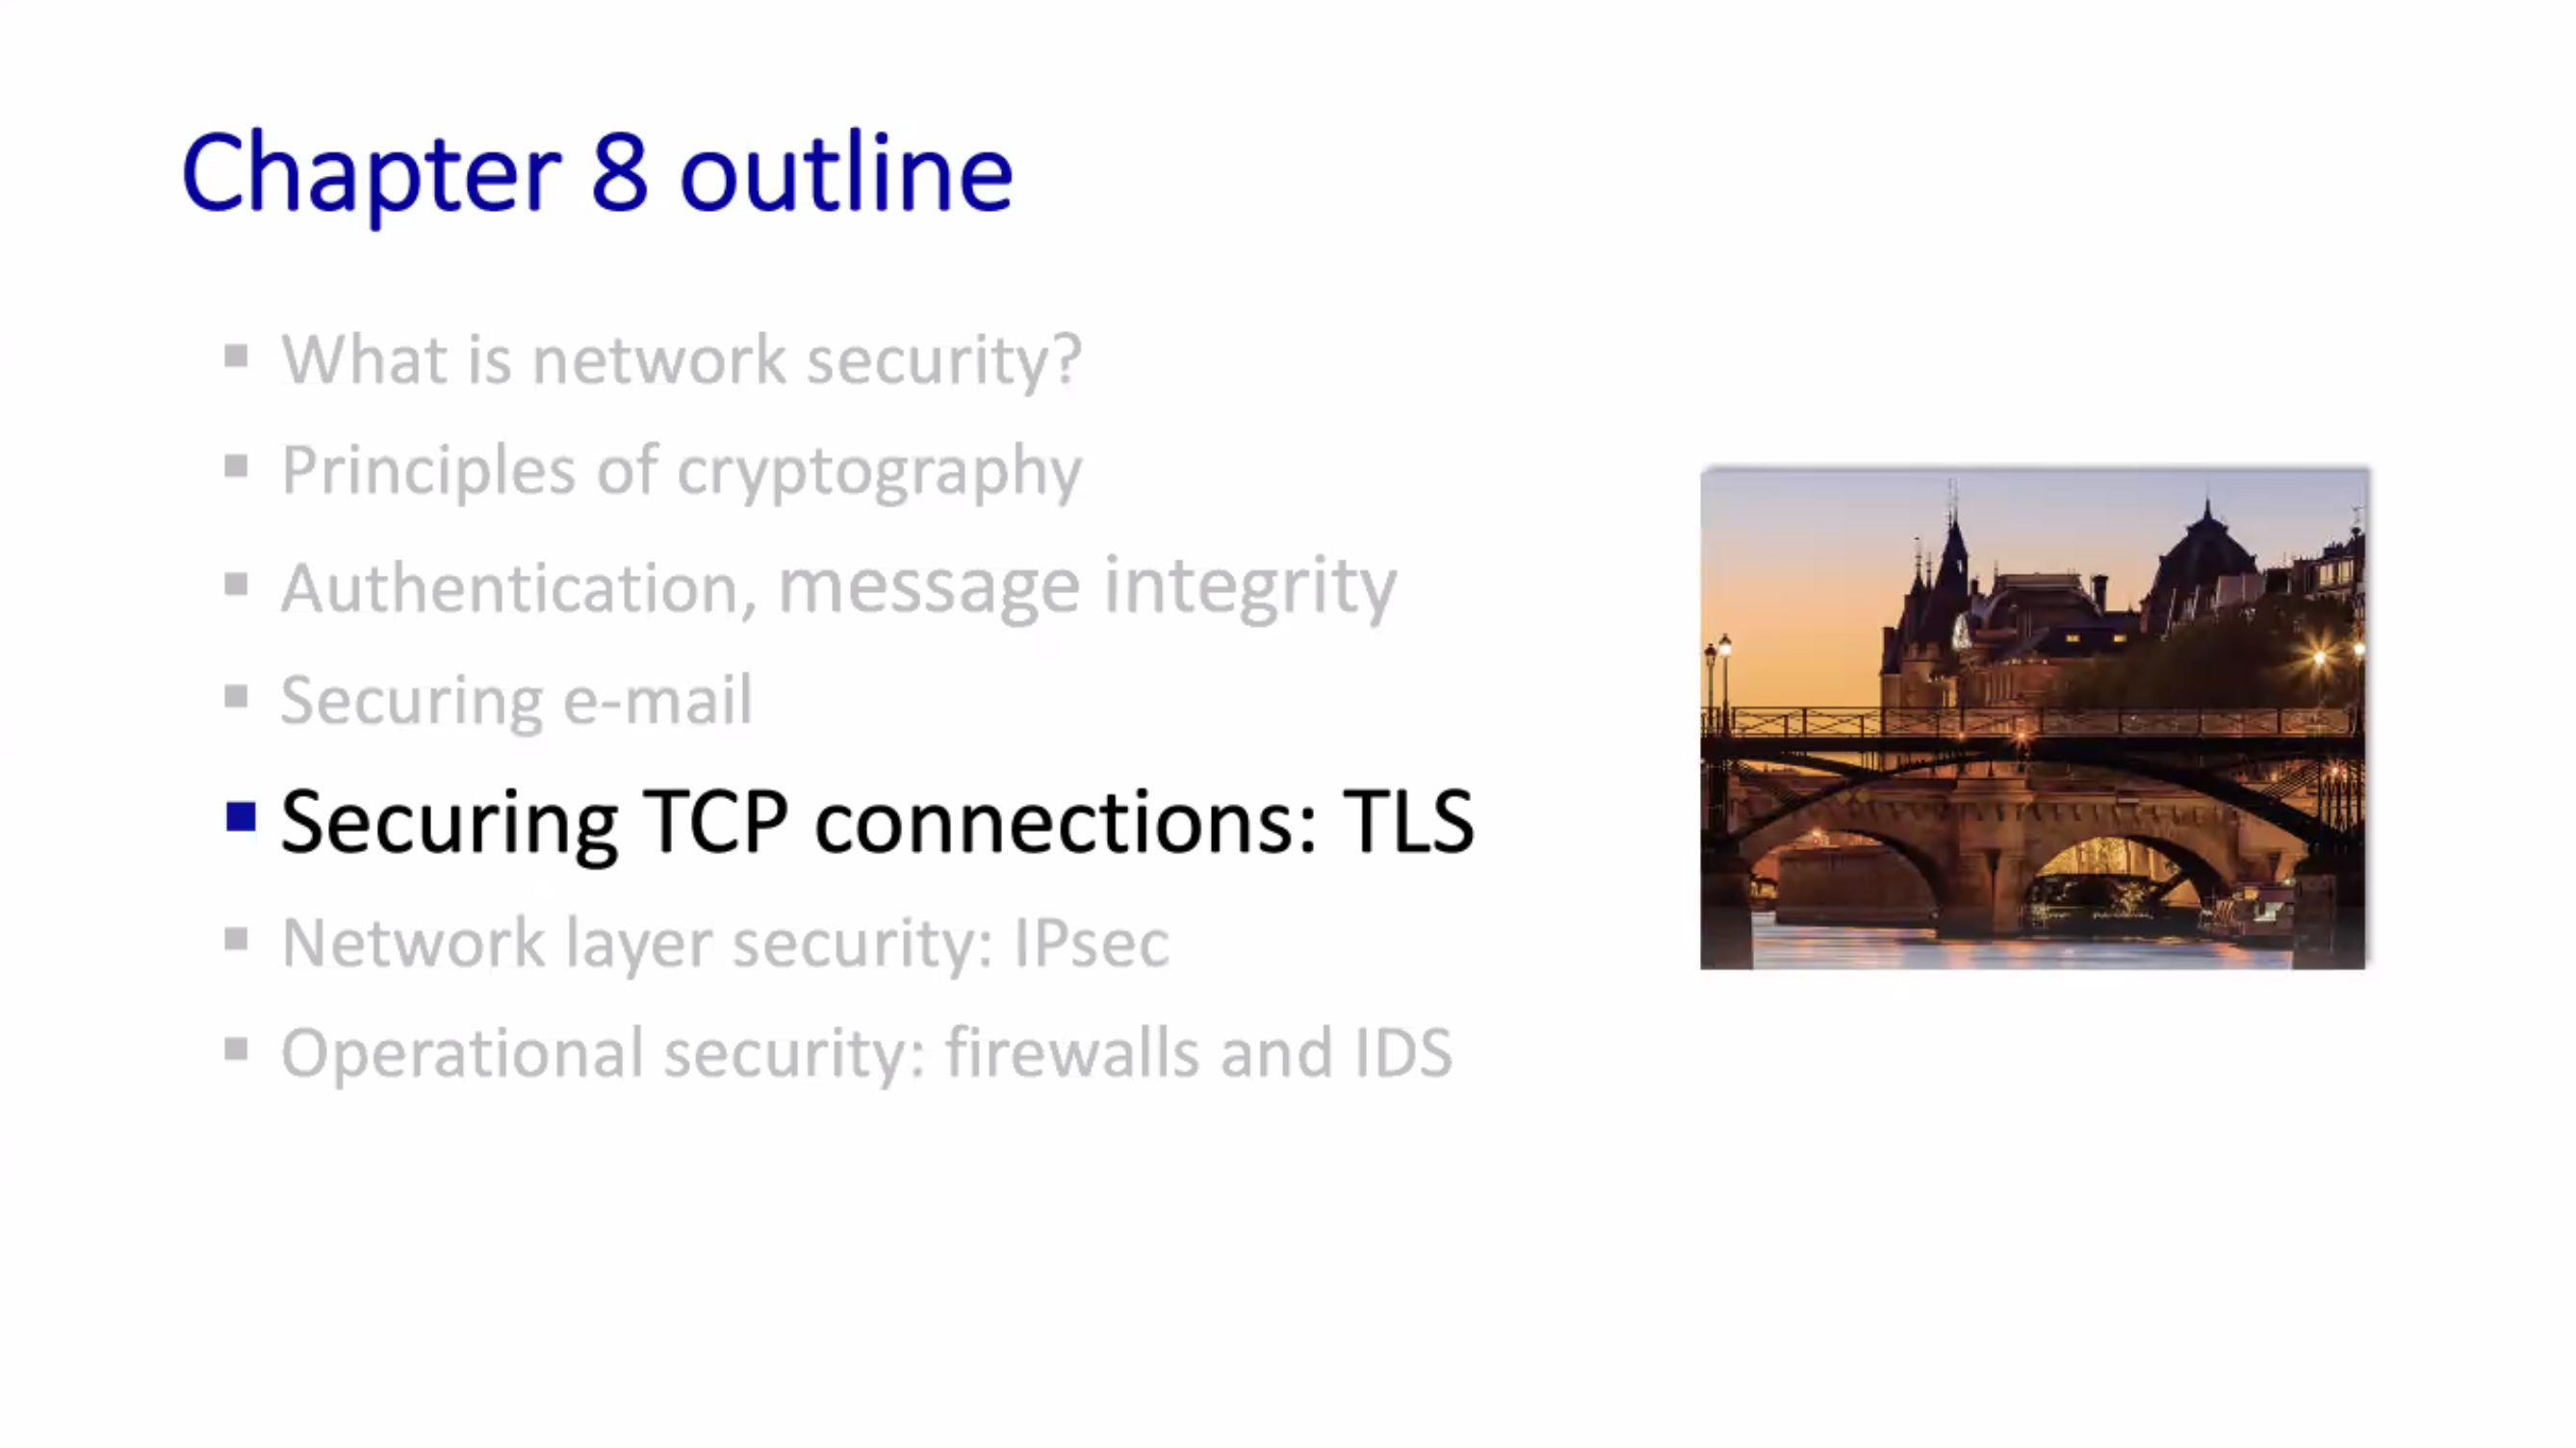 Chapter 8 outline
What is network security?
Principles of cryptography
Authentication, message integrity
Securing e-mail
Securing TCP connections: TLS
Network layer security: IPsec
Operational security: firewalls and IDS